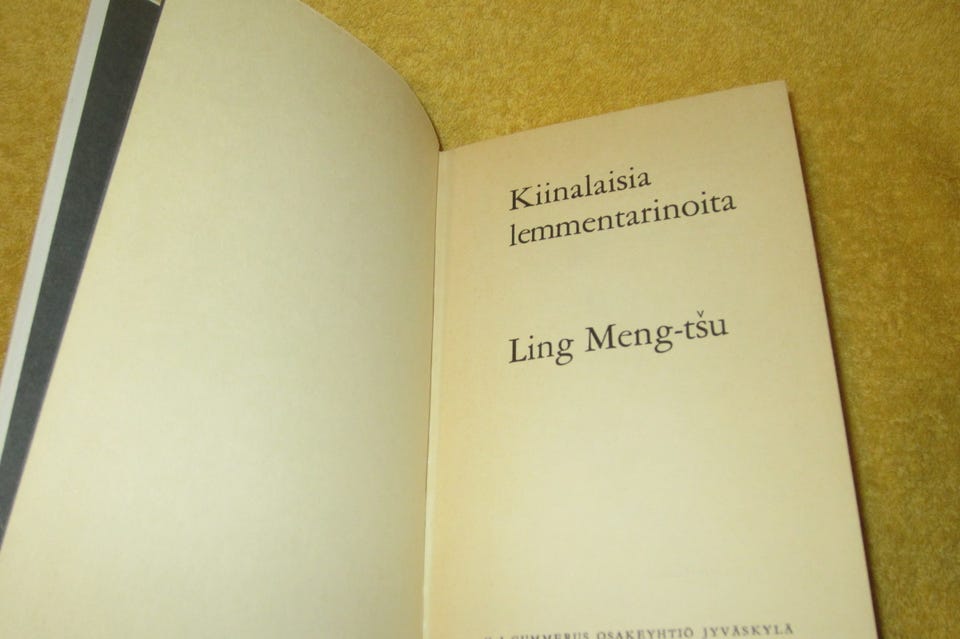 Kiinalaisia
lemmentarinoita
Ling Meng-tšu
GUMMERUS OSAKEYHTIÖ JYVÄSKYLÄ